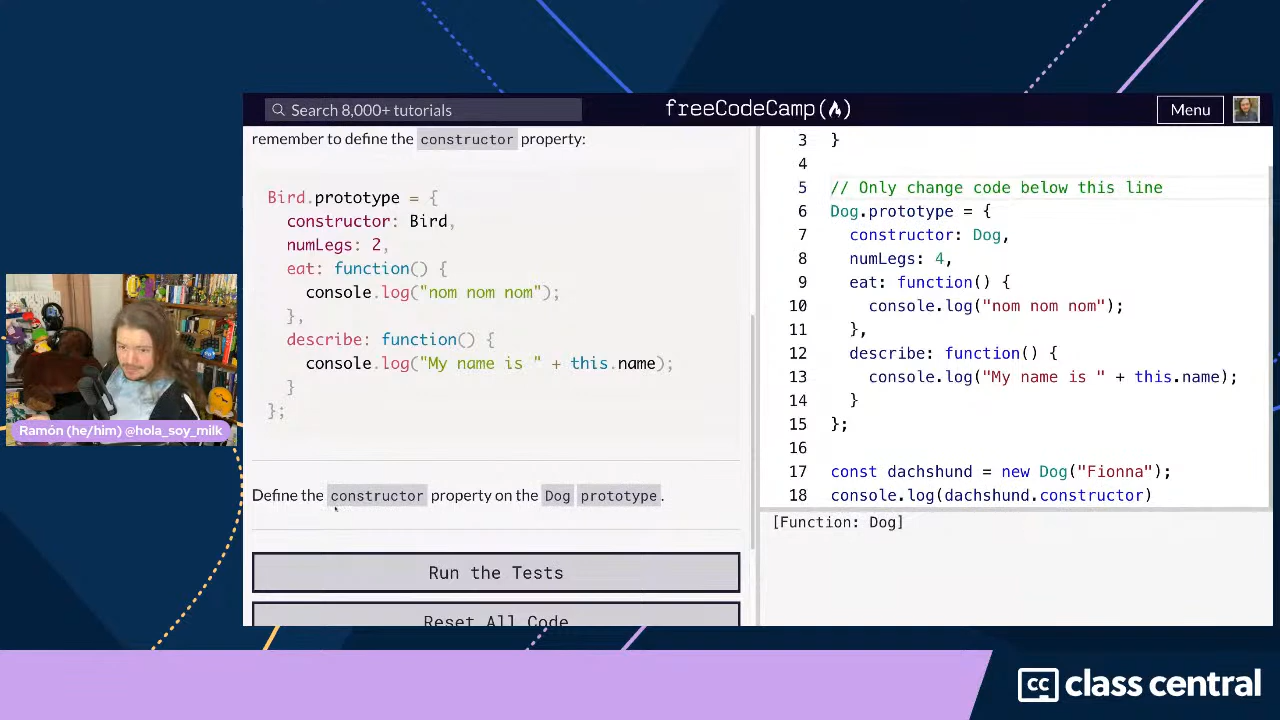 Search 8,000+ tutorials
freeCodeCamp
Menu
remember to define the constructor property:
Bird.prototype = {
constructor: Bird,
numLegs: 2,
eat: function() {
console.log("nom nom nom");
},
describe: function() {
console.log("My name is " + this.name);
}
};
Define the constructor property on the Dog prototype.
Run the Tests
Reset All Code
3 }
4
5 // Only change code below this line
6 Dog.prototype = {
7 constructor: Dog,
8 numLegs: 4,
9 eat: function() {
10 console.log("nom nom nom");
11 },
12 describe: function() {
13 console.log("My name is " + this.name);
14 }
15 };
16
17 const dachshund = new Dog("Fionna");
18 console.log(dachshund.constructor)
[Function: Dog]
Ramón (he/him) @hola_soy_milk
cc class central